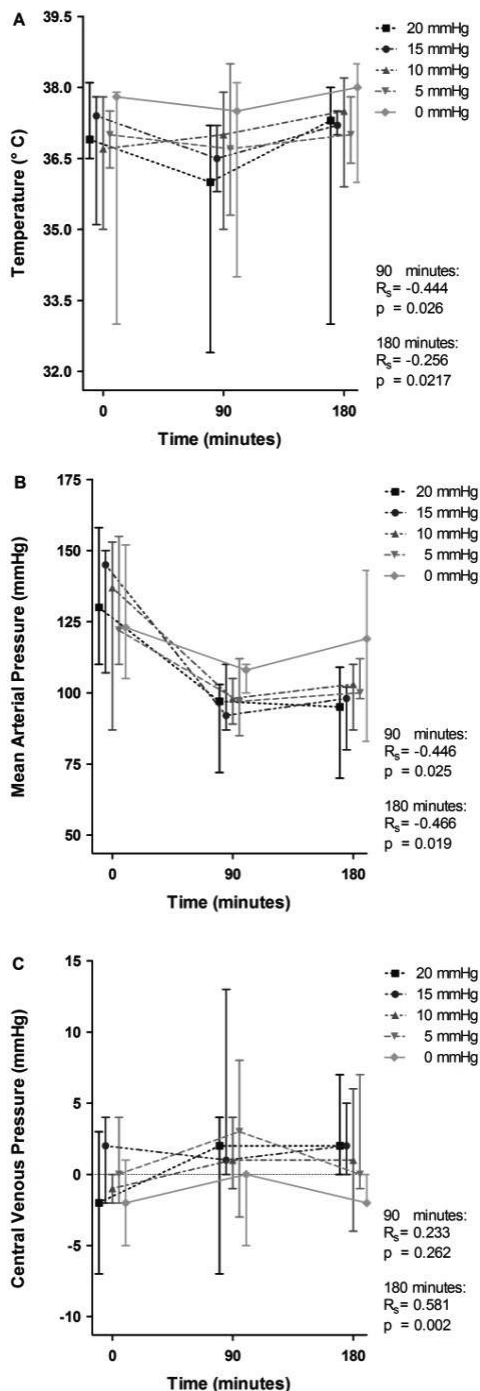 A
39.5
38.0
36.5
35.0
33.5
32.0
Temperature (° C)
0
90
180
Time (minutes)
20 mmHg
15 mmHg
10 mmHg
5 mmHg
0 mmHg
90 minutes:
Rs= -0.444
p = 0.026
180 minutes:
Rs= -0.256
p = 0.0217
B
175
150
125
100
75
50
Mean Arterial Pressure (mmHg)
0
90
180
Time (minutes)
20 mmHg
15 mmHg
10 mmHg
5 mmHg
0 mmHg
90 minutes:
Rs= -0.446
p = 0.025
180 minutes:
Rs= -0.466
p = 0.019
C
15
10
5
0
-5
-10
Central Venous Pressure (mmHg)
0
90
180
Time (minutes)
20 mmHg
15 mmHg
10 mmHg
5 mmHg
0 mmHg
90 minutes:
Rs= 0.233
p = 0.262
180 minutes:
Rs= 0.581
p = 0.002